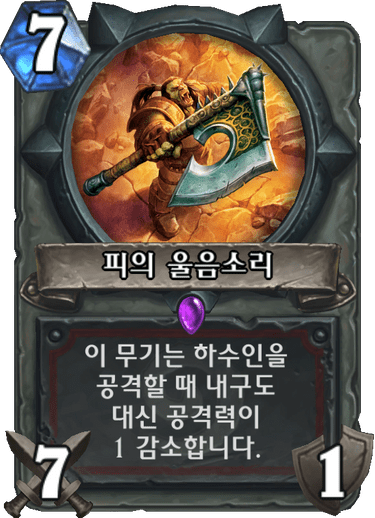 7
피의 울음소리
이 무기는 하수인을
공격할 때 내구도
대신 공격력이
1 감소합니다.
7 1